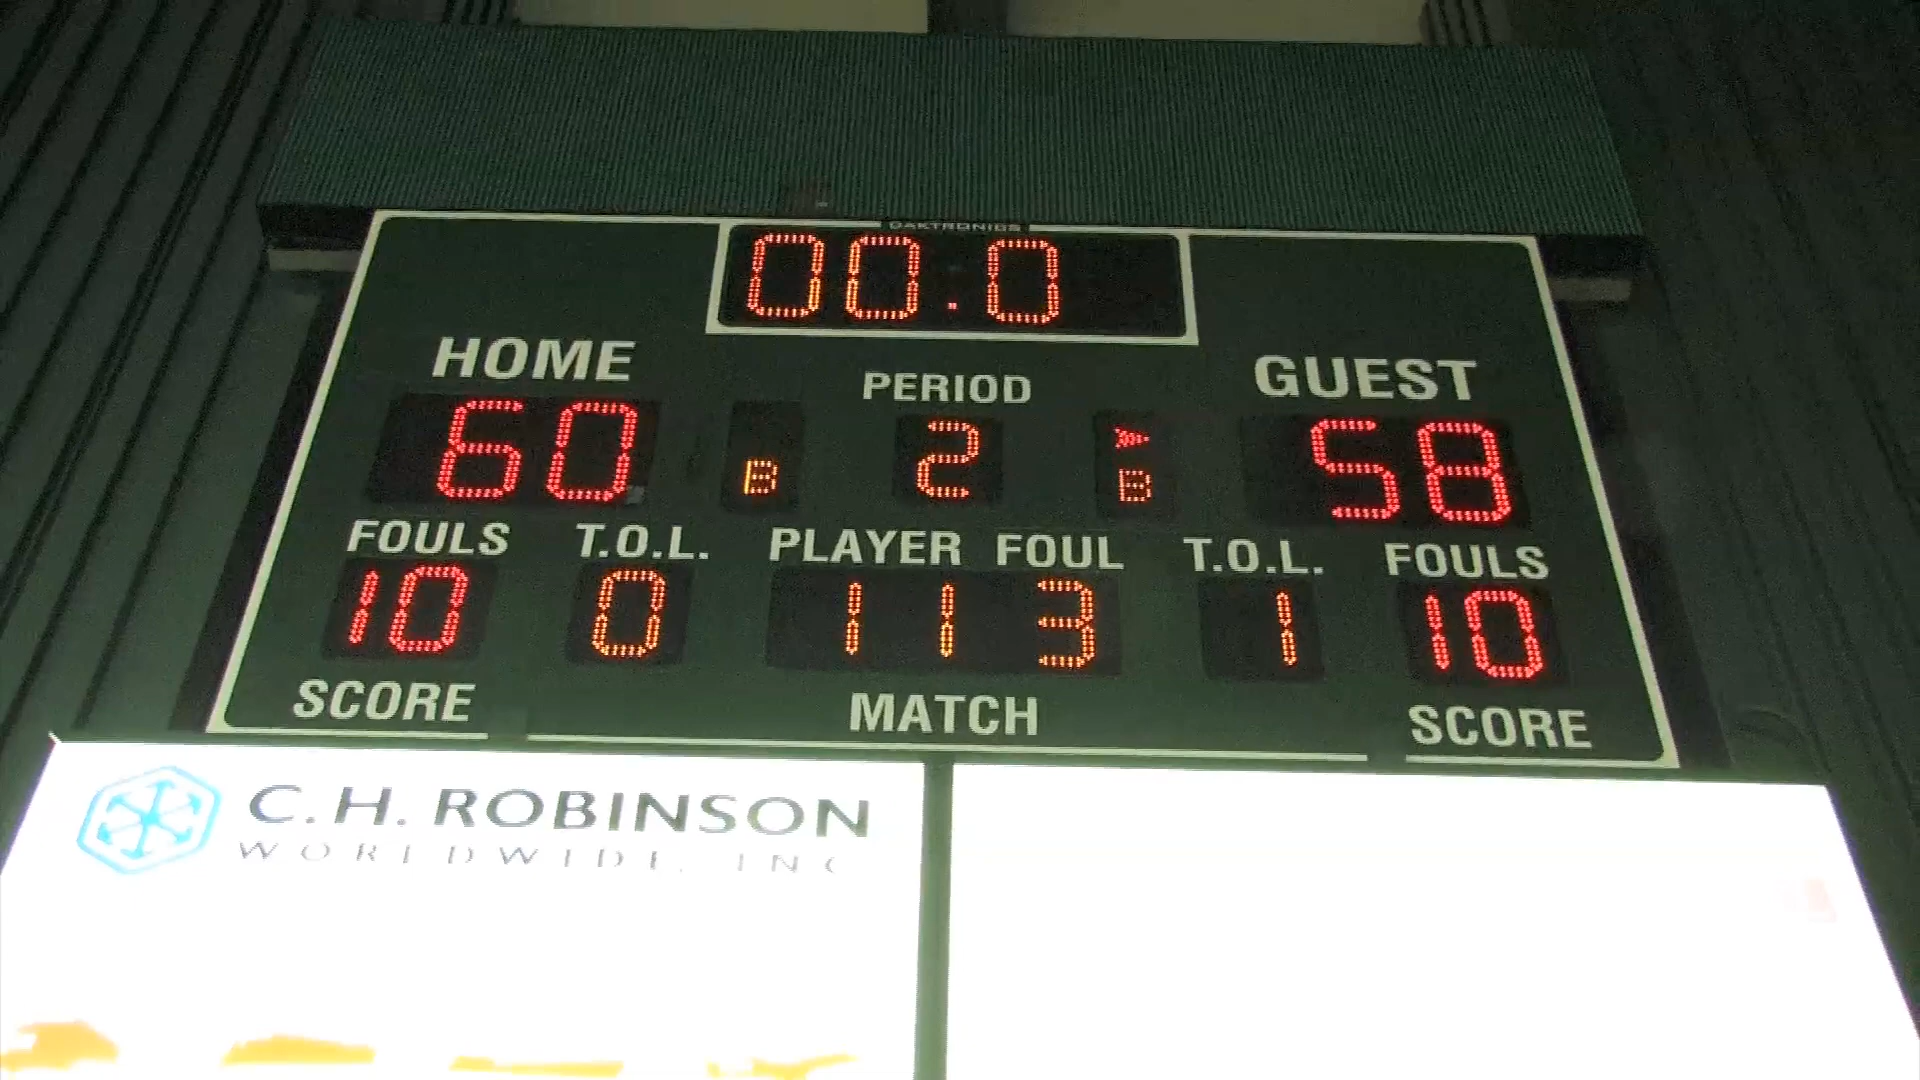 DAKTRONICS
00.0
HOME PERIOD GUEST
60 B 2 B 58
FOULS T.O.L. PLAYER FOUL T.O.L. FOULS
10 0 11 3 1 10
SCORE MATCH SCORE
C.H. ROBINSON
WORLDWIDE, INC